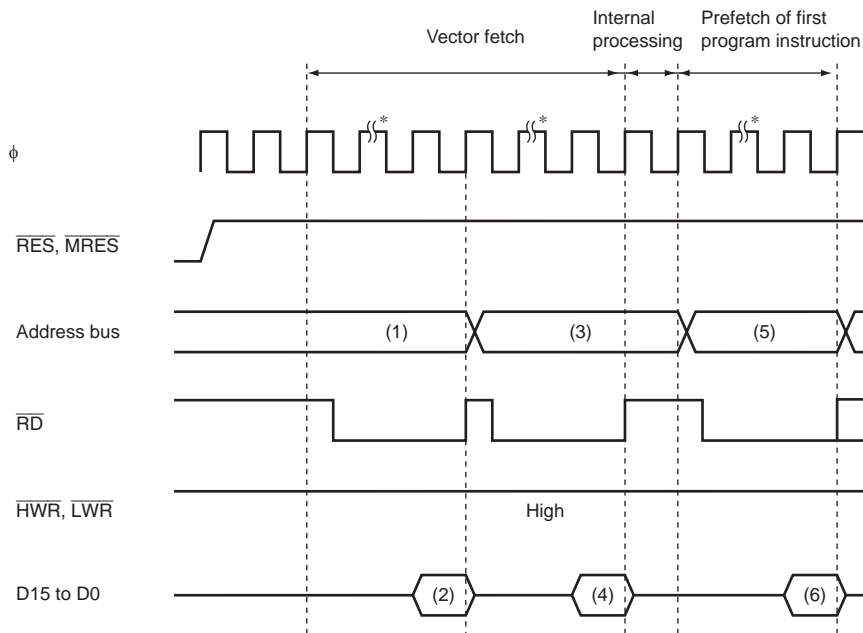 Vector fetch
Internal
processing
Prefetch of first
program instruction
*
*
*
ϕ
RES, MRES
Address bus
(1)
(3)
(5)
RD
HWR, LWR
High
D15 to D0
(2)
(4)
(6)